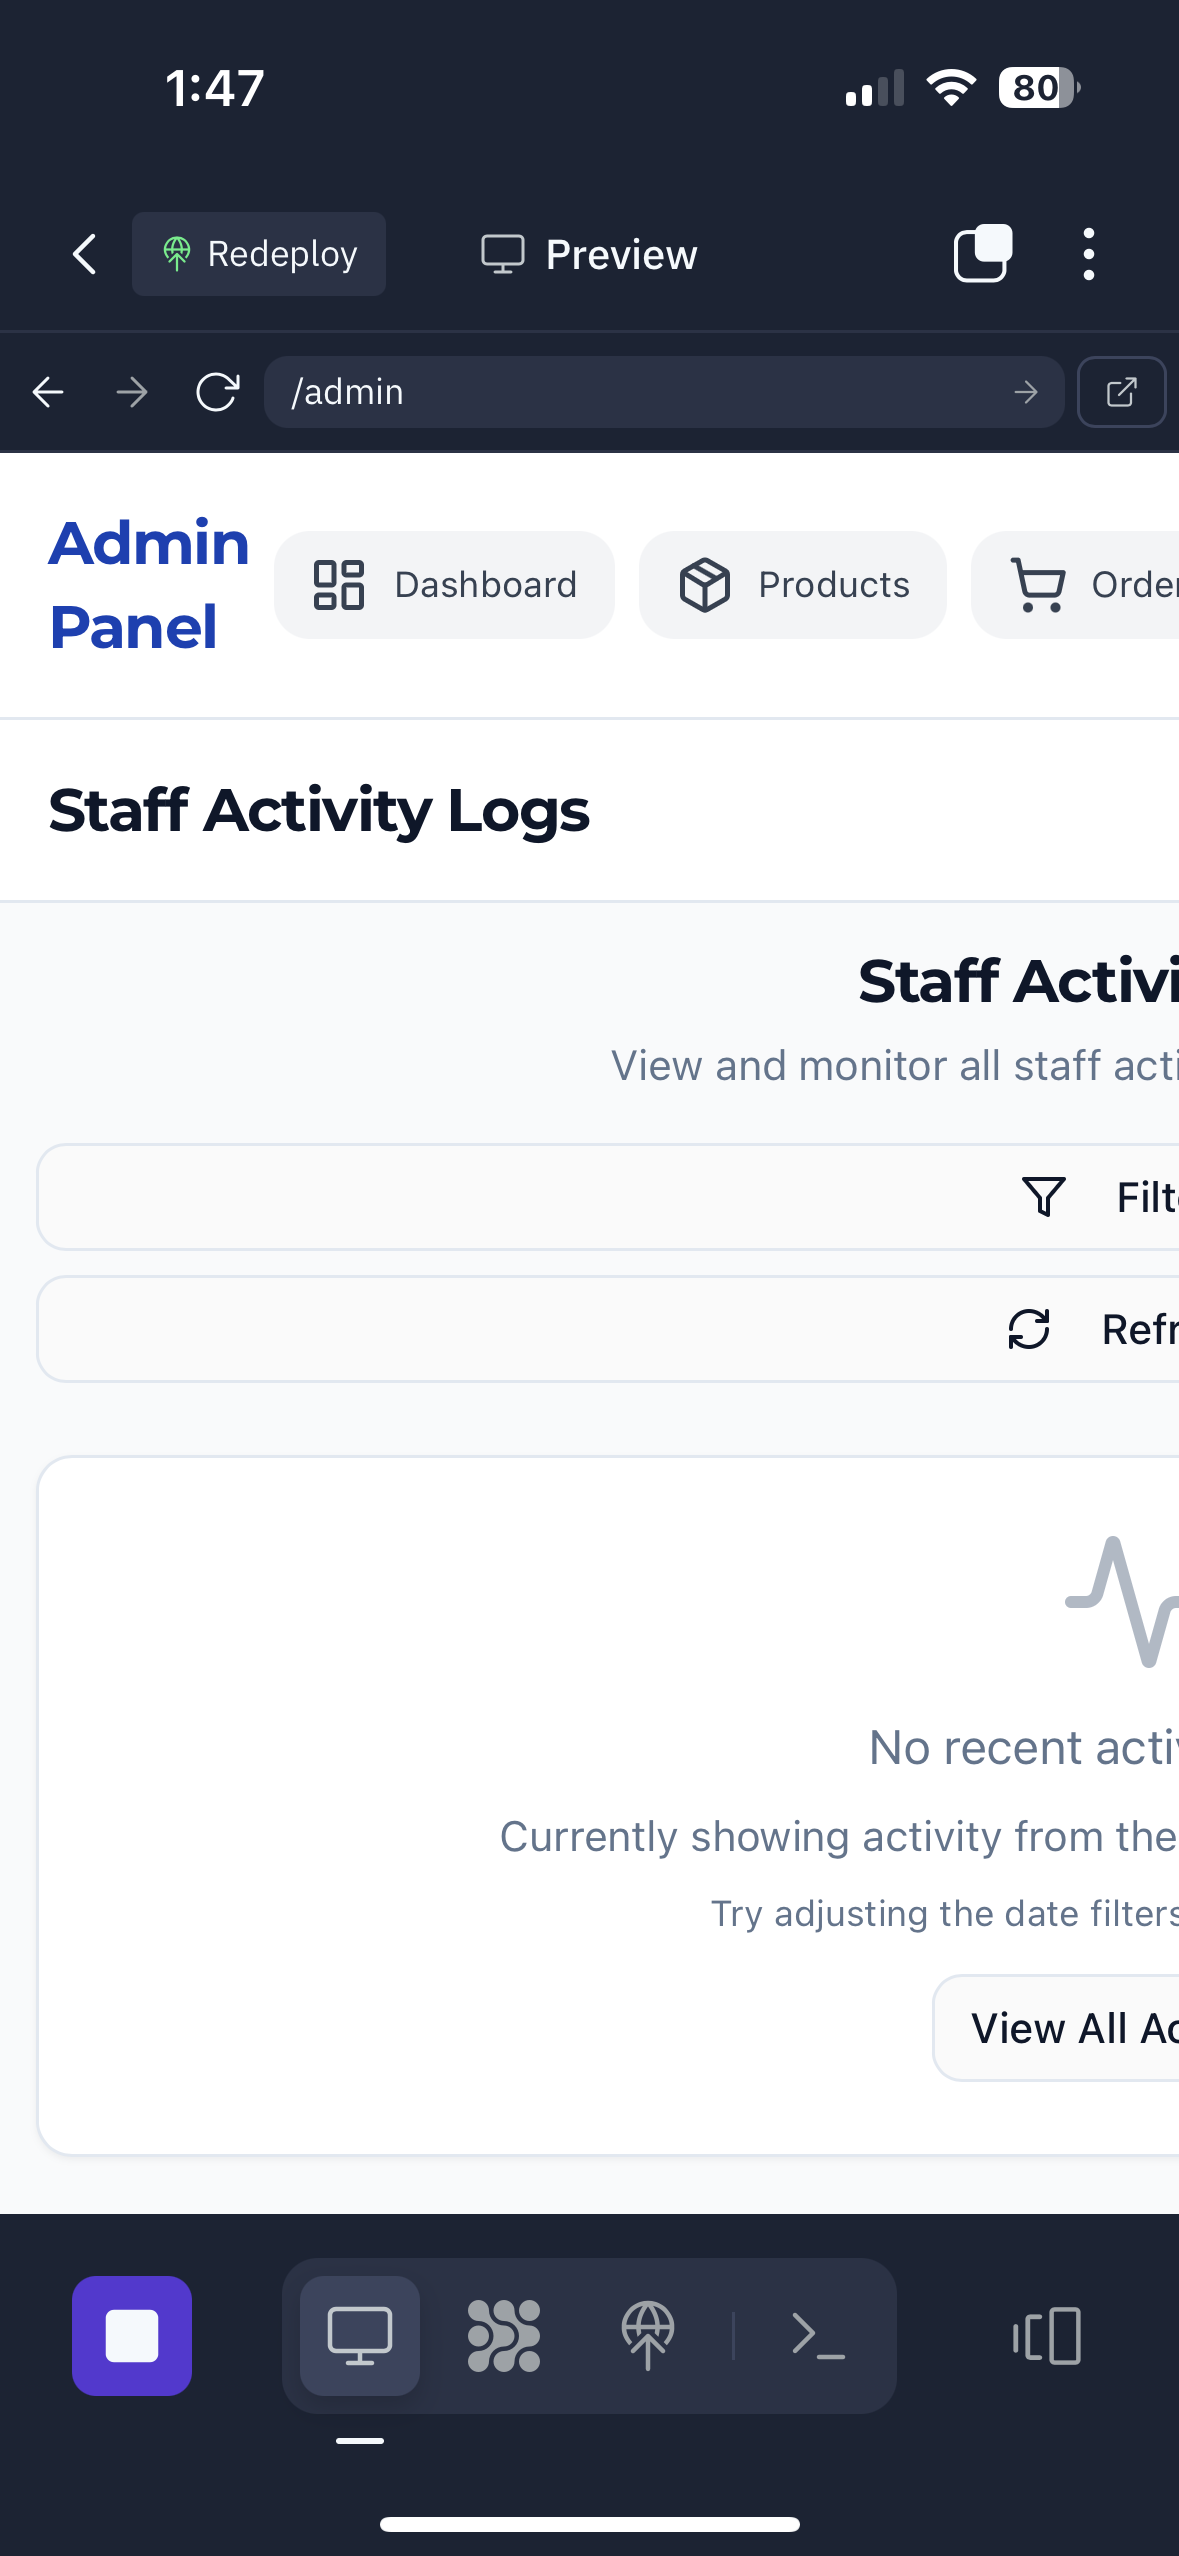 1:47
80
Redeploy
Preview
/admin
Admin
Panel
Dashboard
Products
Order
Staff Activity Logs
Staff Activi
View and monitor all staff acti
Filt
Refr
No recent activ
Currently showing activity from the
Try adjusting the date filters
View All Ac